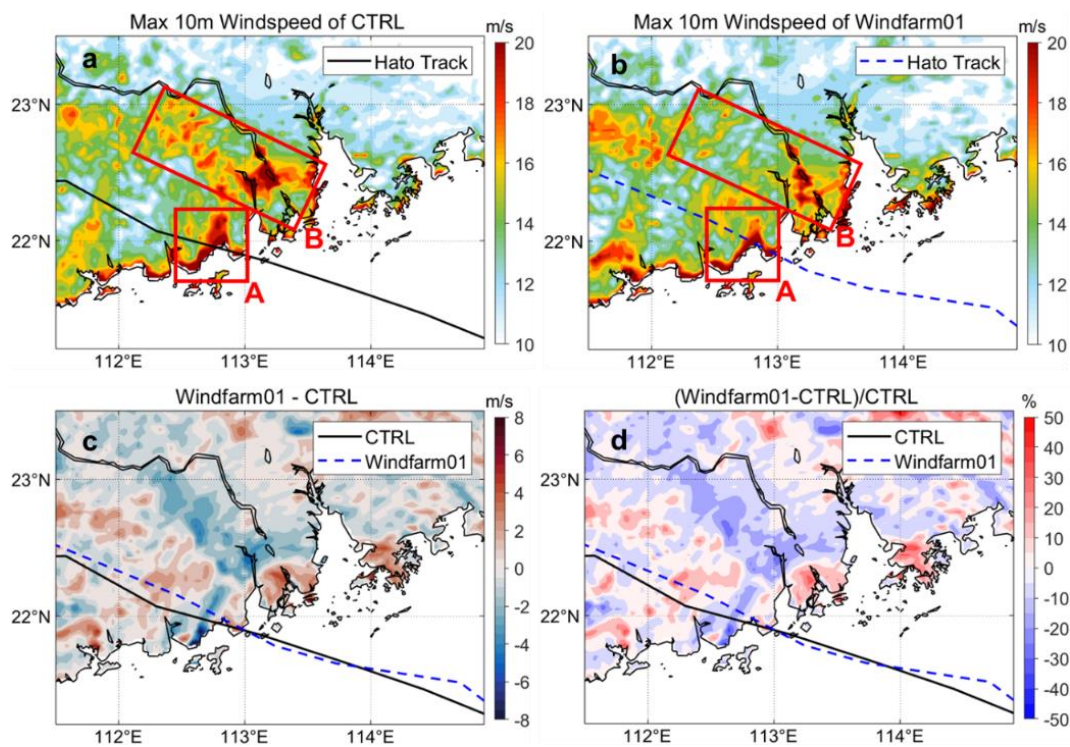 Max 10m Windspeed of CTRL
m/s
a
Hato Track
20
18
16
14
12
10
23°N
22°N
112°E
113°E
114°E
A
B
Max 10m Windspeed of Windfarm01
m/s
b
Hato Track
20
18
16
14
12
10
23°N
22°N
112°E
113°E
114°E
A
B
Windfarm01 - CTRL
m/s
c
CTRL
Windfarm01
8
6
4
2
0
-2
-4
-6
-8
23°N
22°N
112°E
113°E
114°E
(Windfarm01-CTRL)/CTRL
%
d
CTRL
Windfarm01
50
40
30
20
10
0
-10
-20
-30
-40
-50
23°N
22°N
112°E
113°E
114°E